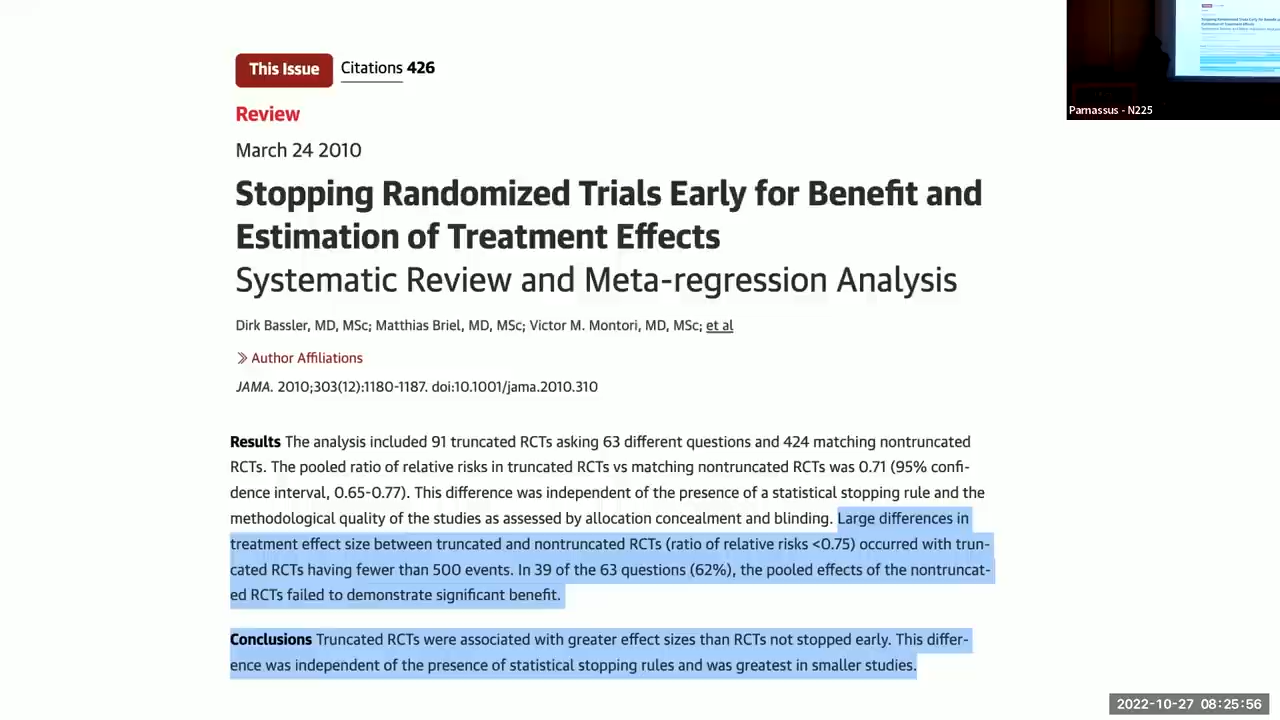 This Issue Citations 426
Review
March 24 2010
Stopping Randomized Trials Early for Benefit and
Estimation of Treatment Effects
Systematic Review and Meta-regression Analysis
Dirk Bassler, MD, MSc; Matthias Briel, MD, MSc; Victor M. Montori, MD, MSc; et al
Author Affiliations
JAMA. 2010;303(12):1180-1187. doi:10.1001/jama.2010.310
Results The analysis included 91 truncated RCTs asking 63 different questions and 424 matching nontruncated
RCTs. The pooled ratio of relative risks in truncated RCTs vs matching nontruncated RCTs was 0.71 (95% confi-
dence interval, 0.65-0.77). This difference was independent of the presence of a statistical stopping rule and the
methodological quality of the studies as assessed by allocation concealment and blinding. Large differences in
treatment effect size between truncated and nontruncated RCTs (ratio of relative risks <0.75) occurred with trun-
cated RCTs having fewer than 500 events. In 39 of the 63 questions (62%), the pooled effects of the nontruncat-
ed RCTs failed to demonstrate significant benefit.
Conclusions Truncated RCTs were associated with greater effect sizes than RCTs not stopped early. This differ-
ence was independent of the presence of statistical stopping rules and was greatest in smaller studies.
Parnassus - N225
2022-10-27 08:25:56